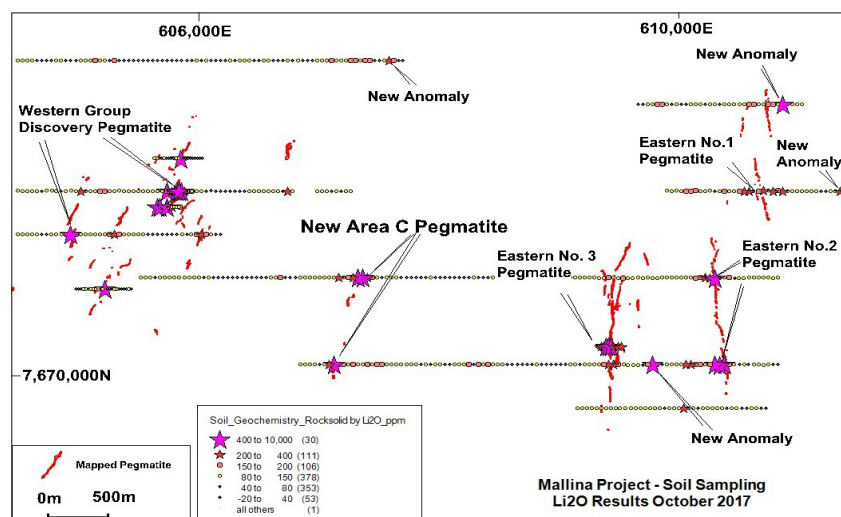 606,000E
610,000E
New Anomaly
New Anomaly
Western Group
Discovery Pegmatite
Eastern No.1
Pegmatite
New
Anomaly
New Area C Pegmatite
Eastern No. 3
Pegmatite
Eastern No.2
Pegmatite
7,670,000N
New Anomaly
Soil_Geochemistry_Rocksolid by Li2O_ppm
400 to 10,000 (30)
200 to 400 (111)
150 to 200 (106)
80 to 150 (378)
40 to 80 (353)
-20 to 40 (53)
all others (1)
Mapped Pegmatite
0m 500m
Mallina Project - Soil Sampling
Li2O Results October 2017